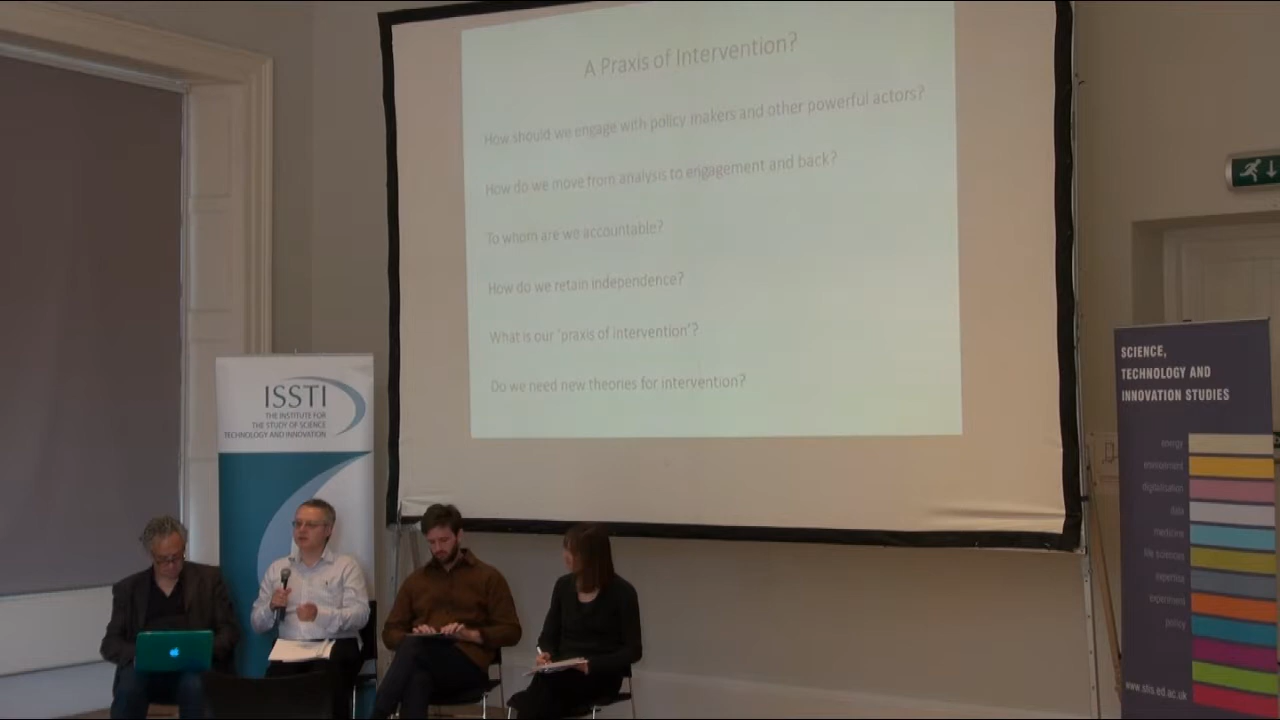 A Praxis of Intervention?
How should we engage with policy makers and other powerful actors?
How do we move from analysis to engagement and back?
To whom are we accountable?
How do we retain independence?
What is our 'praxis of intervention'?
Do we need new theories for intervention?
ISSTI
THE INSTITUTE FOR
THE STUDY OF SCIENCE
TECHNOLOGY AND INNOVATION
SCIENCE,
TECHNOLOGY AND
INNOVATION STUDIES
energy
environment
digitalization
data
medicine
life sciences
expertise
experiment
policy
www.stis.ed.ac.uk